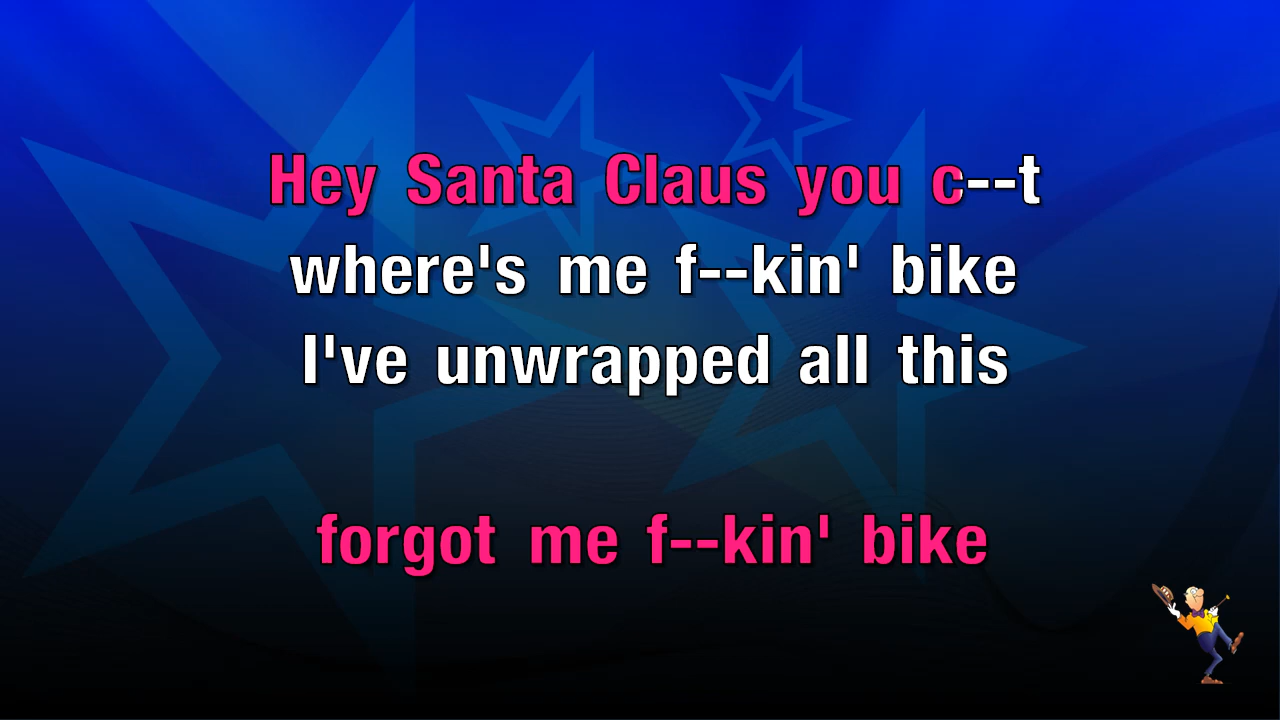 Hey Santa Claus you c--t
where's me f--kin' bike
I've unwrapped all this
forgot me f--kin' bike